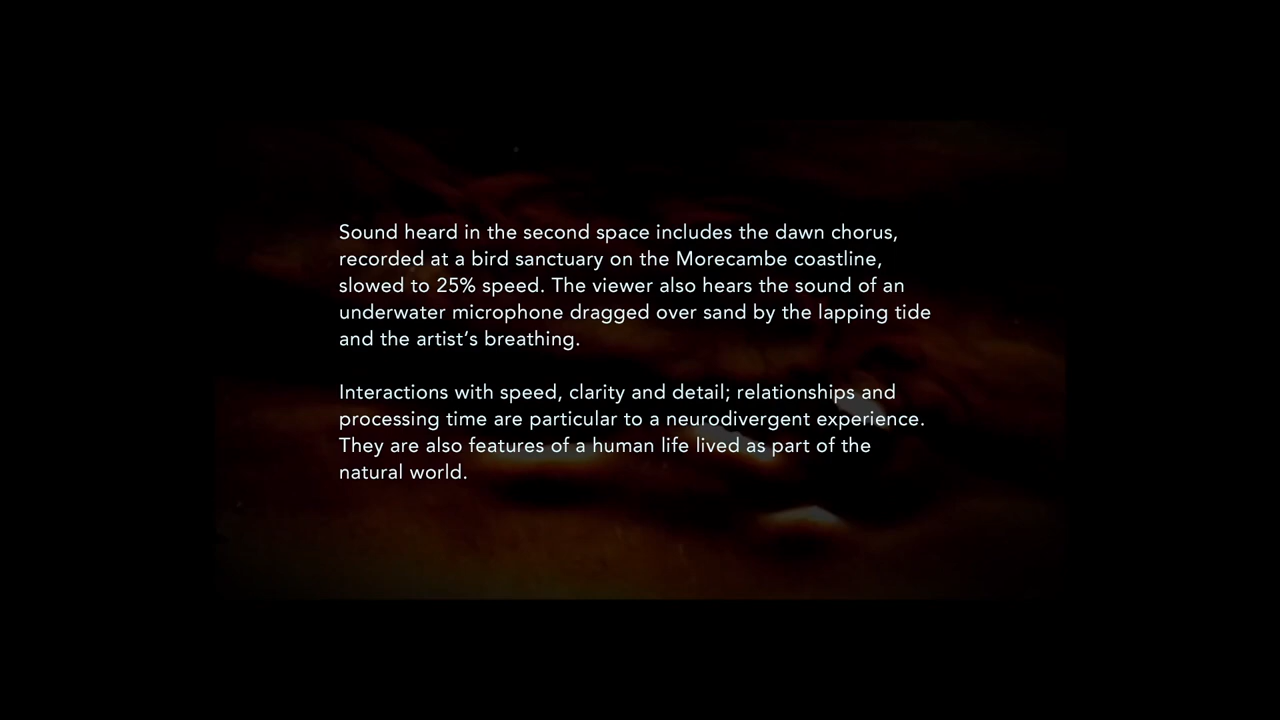 Sound heard in the second space includes the dawn chorus,
recorded at a bird sanctuary on the Morecambe coastline,
slowed to 25% speed. The viewer also hears the sound of an
underwater microphone dragged over sand by the lapping tide
and the artist’s breathing.
Interactions with speed, clarity and detail; relationships and
processing time are particular to a neurodivergent experience.
They are also features of a human life lived as part of the
natural world.